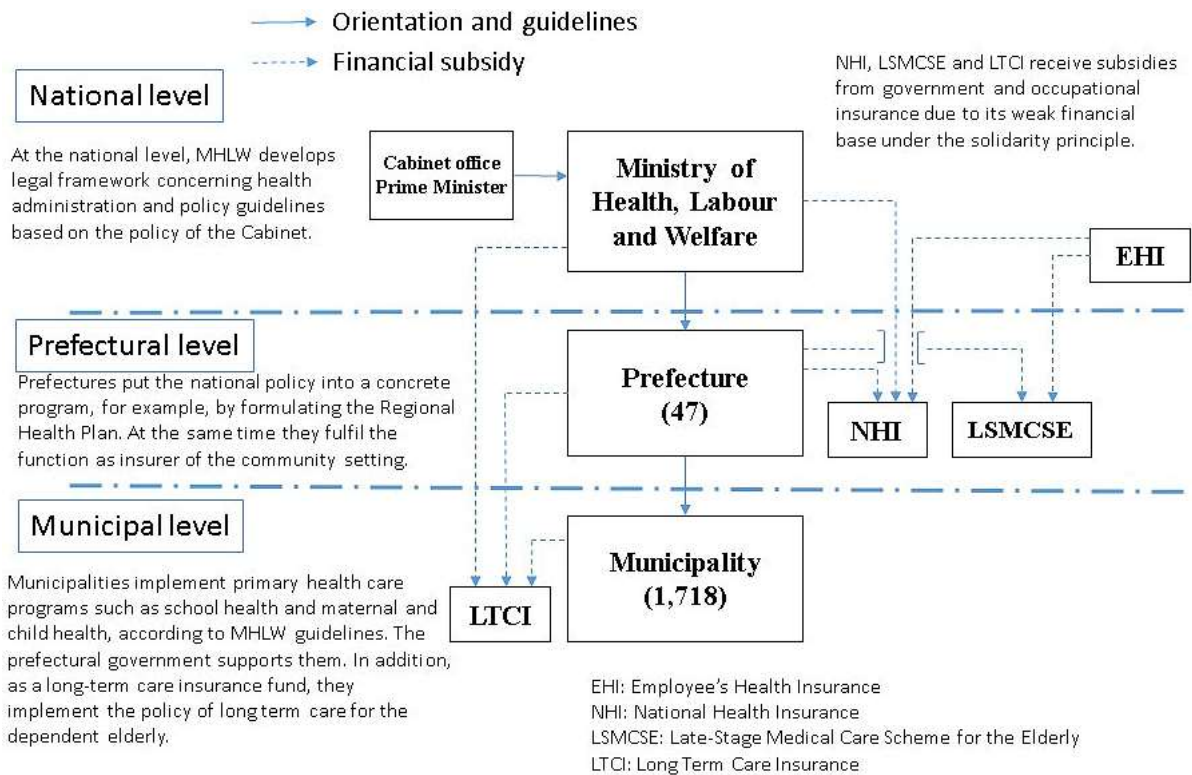 Orientation and guidelines
Financial subsidy
National level
At the national level, MHLW develops
legal framework concerning health
administration and policy guidelines
based on the policy of the Cabinet.
Cabinet office
Prime Minister
Ministry of
Health, Labour
and Welfare
NHI, LSMCSE and LTCI receive subsidies
from government and occupational
insurance due to its weak financial
base under the solidarity principle.
EHI
Prefectural level
Prefectures put the national policy into a concrete
program, for example, by formulating the Regional
Health Plan. At the same time they fulfil the
function as insurer of the community setting.
Prefecture
(47)
NHI
LSMCSE
Municipal level
Municipalities implement primary health care
programs such as school health and maternal and
child health, according to MHLW guidelines. The
prefectural government supports them. In addition,
as a long-term care insurance fund, they
implement the policy of long term care for the
dependent elderly.
LTCI
Municipality
(1,718)
EHI: Employee's Health Insurance
NHI: National Health Insurance
LSMCSE: Late-Stage Medical Care Scheme for the Elderly
LTCI: Long Term Care Insurance